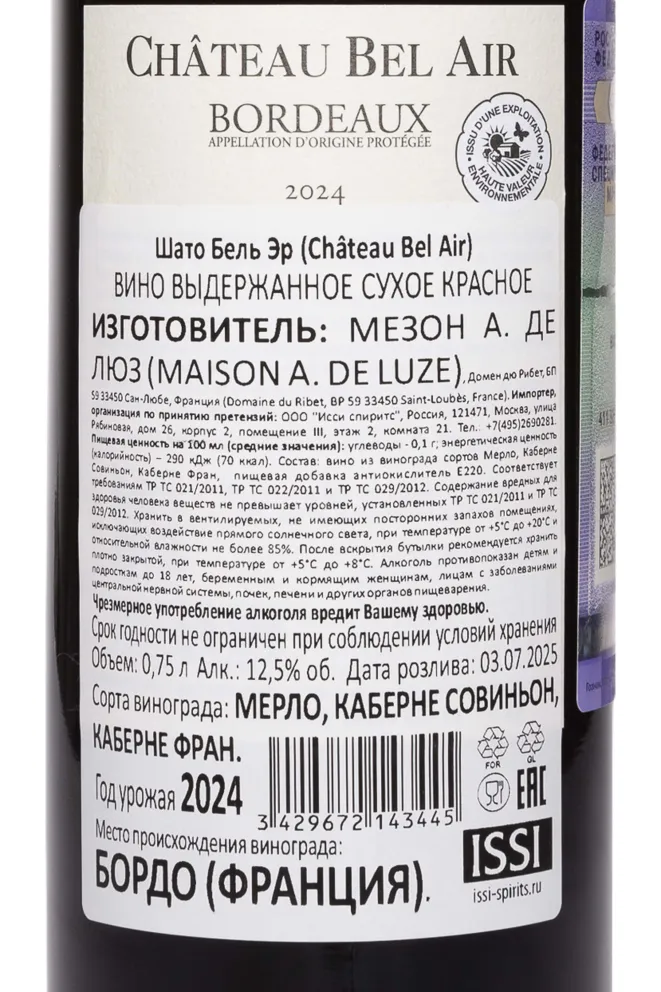 CHÂTEAU BEL AIR
BORDEAUX
APPELLATION D'ORIGINE PROTÉGÉE
2024
• ISSU D'UNE EXPLOITATION •
HAUTE VALEUR
ENVIRONNEMENTALE
Шато Бель Эр (Château Bel Air)
ВИНО ВЫДЕРЖАННОЕ СУХОЕ КРАСНОЕ
ИЗГОТОВИТЕЛЬ: МЕЗОН А. ДЕ
ЛЮЗ (MAISON A. DE LUZE), Домен дю Рибет, БП
59 33450 Сан-Любе, Франция (Domaine du Ribet, BP 59 33450 Saint-Loubès, France). Импортер,
организация по принятию претензий: ООО "Исси спиритс", Россия, 121471, Москва, улица
Рябиновая, дом 26, корпус 2, помещение III, этаж 2, комната 21. Тел.: +7(495)2690281.
Пищевая ценность на 100 мл (средние значения): углеводы - 0,1 г; энергетическая ценность
(калорийность) – 290 кДж (70 ккал). Состав: вино из винограда сортов Мерло, Каберне
Совиньон, Каберне Фран, пищевая добавка антиокислитель Е220. Соответствует
требованиям ТР ТС 021/2011, ТР ТС 022/2011 и ТР ТС 029/2012. Содержание вредных для
здоровья человека веществ не превышает уровней, установленных ТР ТС 021/2011 и ТР ТС
029/2012. Хранить в вентилируемых, не имеющих посторонних запахов помещениях,
исключающих воздействие прямого солнечного света, при температуре от +5°С до +20°С и
относительной влажности не более 85%. После вскрытия бутылки рекомендуется хранить
плотно закрытой, при температуре от +5°С до +8°С. Алкоголь противопоказан детям и
подросткам до 18 лет, беременным и кормящим женщинам, лицам с заболеваниями
центральной нервной системы, почек, печени и других органов пищеварения.
Чрезмерное употребление алкоголя вредит Вашему здоровью.
Срок годности не ограничен при соблюдении условий хранения
Объем: 0,75 л Алк.: 12,5% об. Дата розлива: 03.07.2025
Сорта винограда: МЕРЛО, КАБЕРНЕ СОВИНЬОН,
КАБЕРНЕ ФРАН.
FOR GL
Год урожая 2024
EAC
3 429672 143445
Место происхождения винограда:
БОРДО (ФРАНЦИЯ).
ISSI
issi-spirits.ru